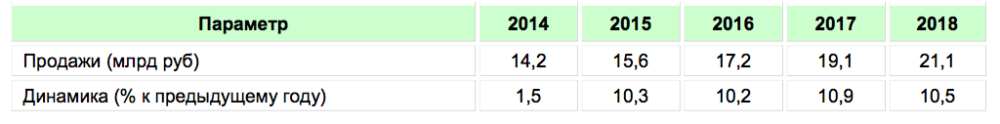 Параметр 2014 2015 2016 2017 2018
Продажи (млрд руб) 14,2 15,6 17,2 19,1 21,1
Динамика (% к предыдущему году) 1,5 10,3 10,2 10,9 10,5